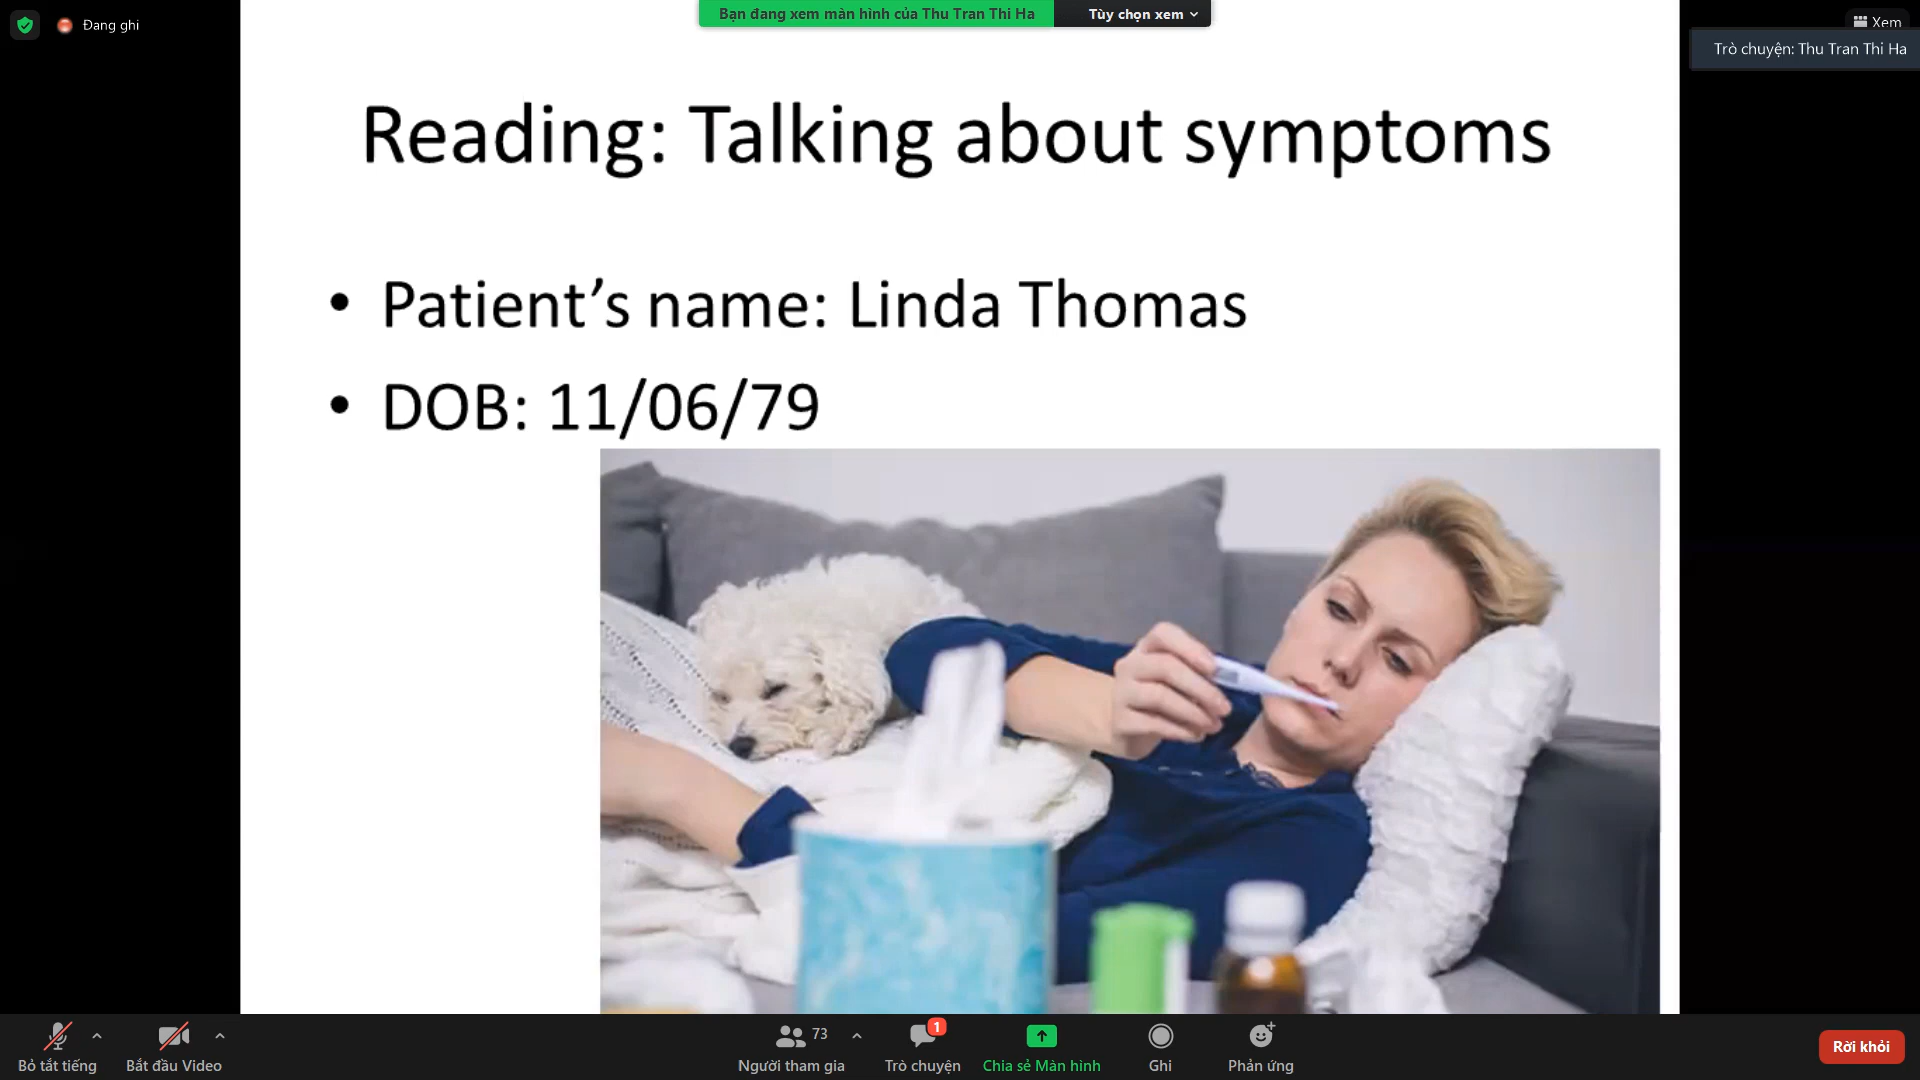 Đang ghi
Bạn đang xem màn hình của Thu Tran Thi Ha
Tùy chọn xem
Xem
Trò chuyện: Thu Tran Thi Ha
Reading: Talking about symptoms
• Patient’s name: Linda Thomas
• DOB: 11/06/79
Bỏ tắt tiếng
Bắt đầu Video
73
Người tham gia
1
Trò chuyện
Chia sẻ Màn hình
Ghi
Phản ứng
Rời khỏi